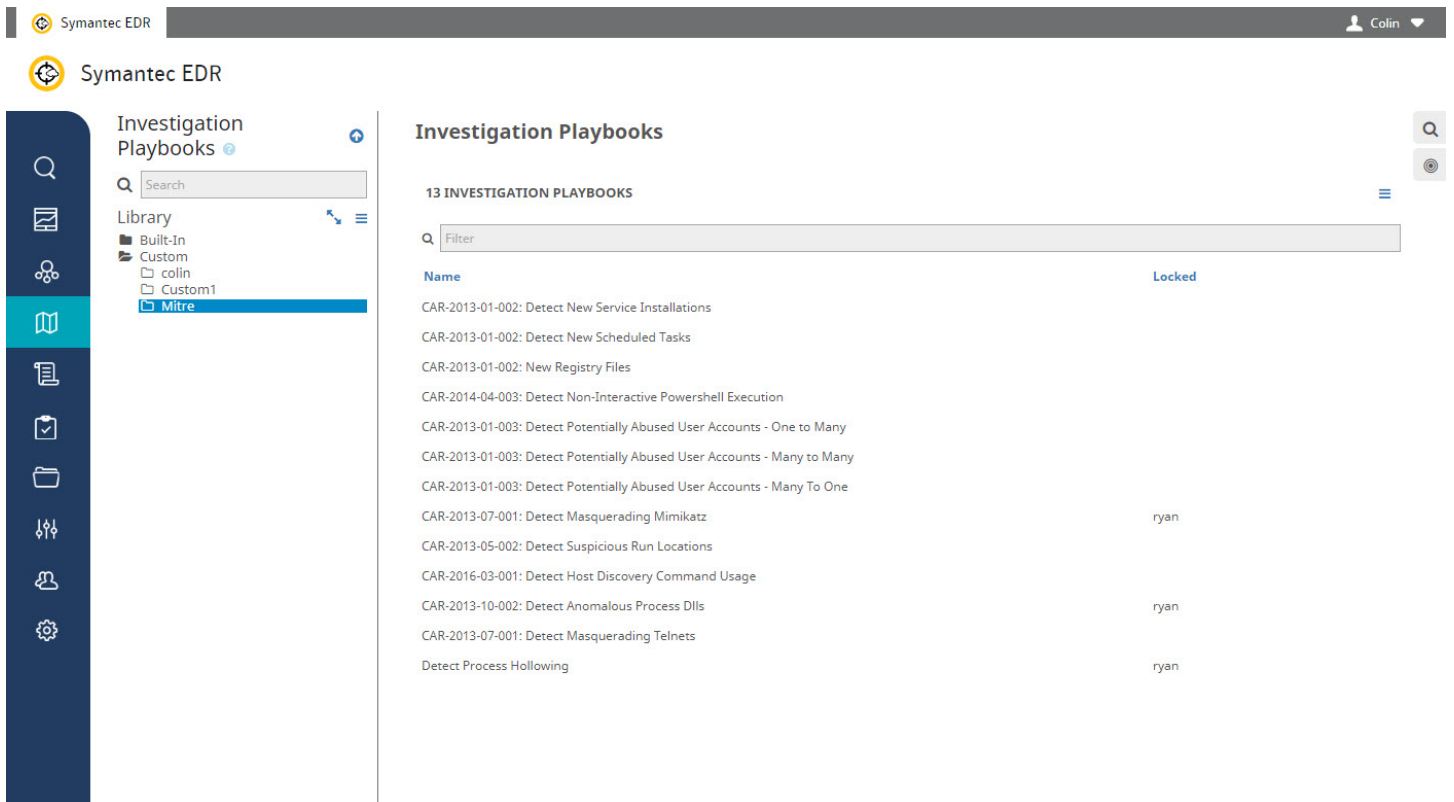 Symantec EDR
Colin
Symantec EDR
Investigation
Playbooks
Search
Library
Built-In
Custom
colin
Custom1
Mitre
Investigation Playbooks
13 INVESTIGATION PLAYBOOKS
Filter
Name Locked
CAR-2013-01-002: Detect New Service Installations
CAR-2013-01-002: Detect New Scheduled Tasks
CAR-2013-01-002: New Registry Files
CAR-2014-04-003: Detect Non-Interactive Powershell Execution
CAR-2013-01-003: Detect Potentially Abused User Accounts - One to Many
CAR-2013-01-003: Detect Potentially Abused User Accounts - Many to Many
CAR-2013-01-003: Detect Potentially Abused User Accounts - Many To One
CAR-2013-07-001: Detect Masquerading Mimikatz ryan
CAR-2013-05-002: Detect Suspicious Run Locations
CAR-2016-03-001: Detect Host Discovery Command Usage
CAR-2013-10-002: Detect Anomalous Process Dlls ryan
CAR-2013-07-001: Detect Masquerading Telnets
Detect Process Hollowing ryan